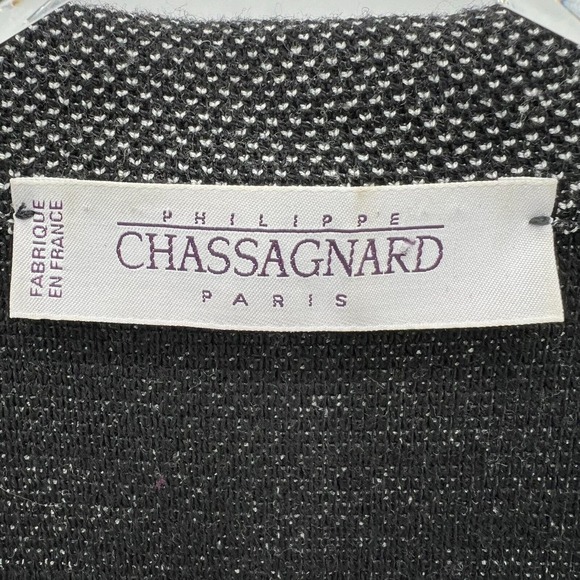 FABRIQUE
EN FRANCE
PHILIPPE
CHASSAGNARD
PARIS